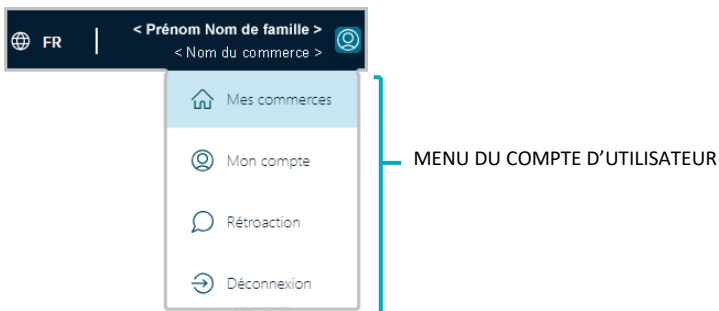 FR
< Prénom Nom de famille >
< Nom du commerce >
Mes commerces
Mon compte
MENU DU COMPTE D’UTILISATEUR
Rétroaction
Déconnexion